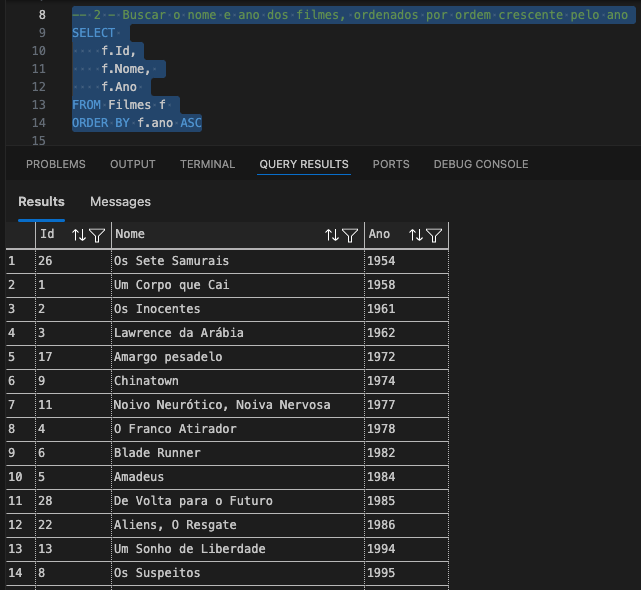 8 -- 2 - Buscar o nome e ano dos filmes, ordenados por ordem crescente pelo ano
9 SELECT
10 f.Id,
11 f.Nome,
12 f.Ano
13 FROM Filmes f
14 ORDER BY f.ano ASC
15
PROBLEMS OUTPUT TERMINAL QUERY RESULTS PORTS DEBUG CONSOLE
Results Messages
Id Nome Ano
1 26 Os Sete Samurais 1954
2 1 Um Corpo que Cai 1958
3 2 Os Inocentes 1961
4 3 Lawrence da Arábia 1962
5 17 Amargo pesadelo 1972
6 9 Chinatown 1974
7 11 Noivo Neurótico, Noiva Nervosa 1977
8 4 O Franco Atirador 1978
9 6 Blade Runner 1982
10 5 Amadeus 1984
11 28 De Volta para o Futuro 1985
12 22 Aliens, O Resgate 1986
13 13 Um Sonho de Liberdade 1994
14 8 Os Suspeitos 1995